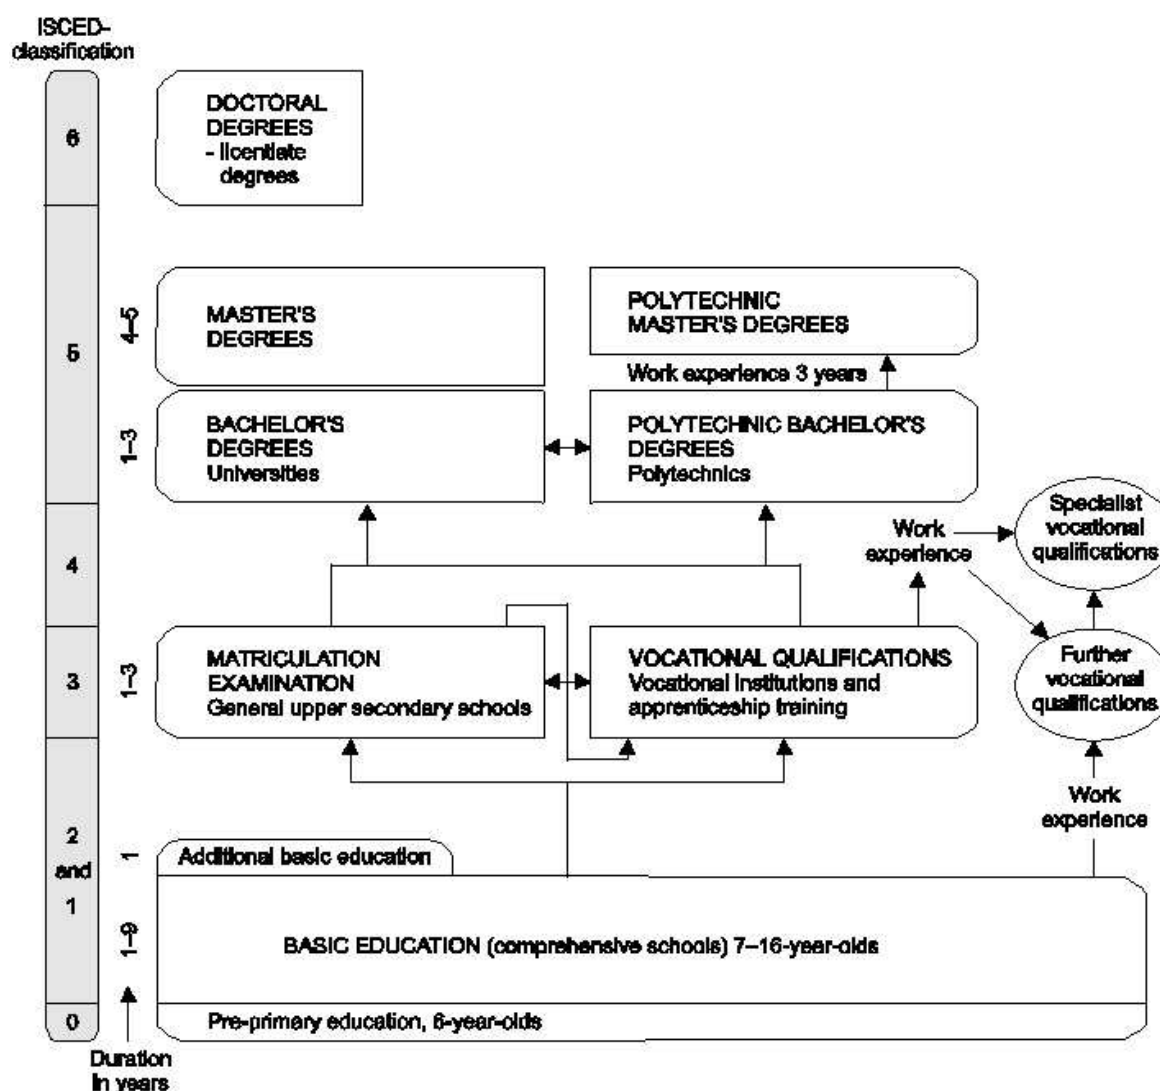 ISCED-
classification
6
DOCTORAL
DEGREES
- licentiate
degrees
5
4–5
MASTER'S
DEGREES
POLYTECHNIC
MASTER'S DEGREES
Work experience 3 years
1–3
BACHELOR'S
DEGREES
Universities
POLYTECHNIC BACHELOR'S
DEGREES
Polytechnics
4
Work
experience
Specialist
vocational
qualifications
3
1–3
MATRICULATION
EXAMINATION
General upper secondary schools
VOCATIONAL QUALIFICATIONS
Vocational institutions and
apprenticeship training
Further
vocational
qualifications
Work
experience
2
and
1
1
Additional basic education
1–9
BASIC EDUCATION (comprehensive schools) 7–16-year-olds
0
Pre-primary education, 6-year-olds
Duration
in years